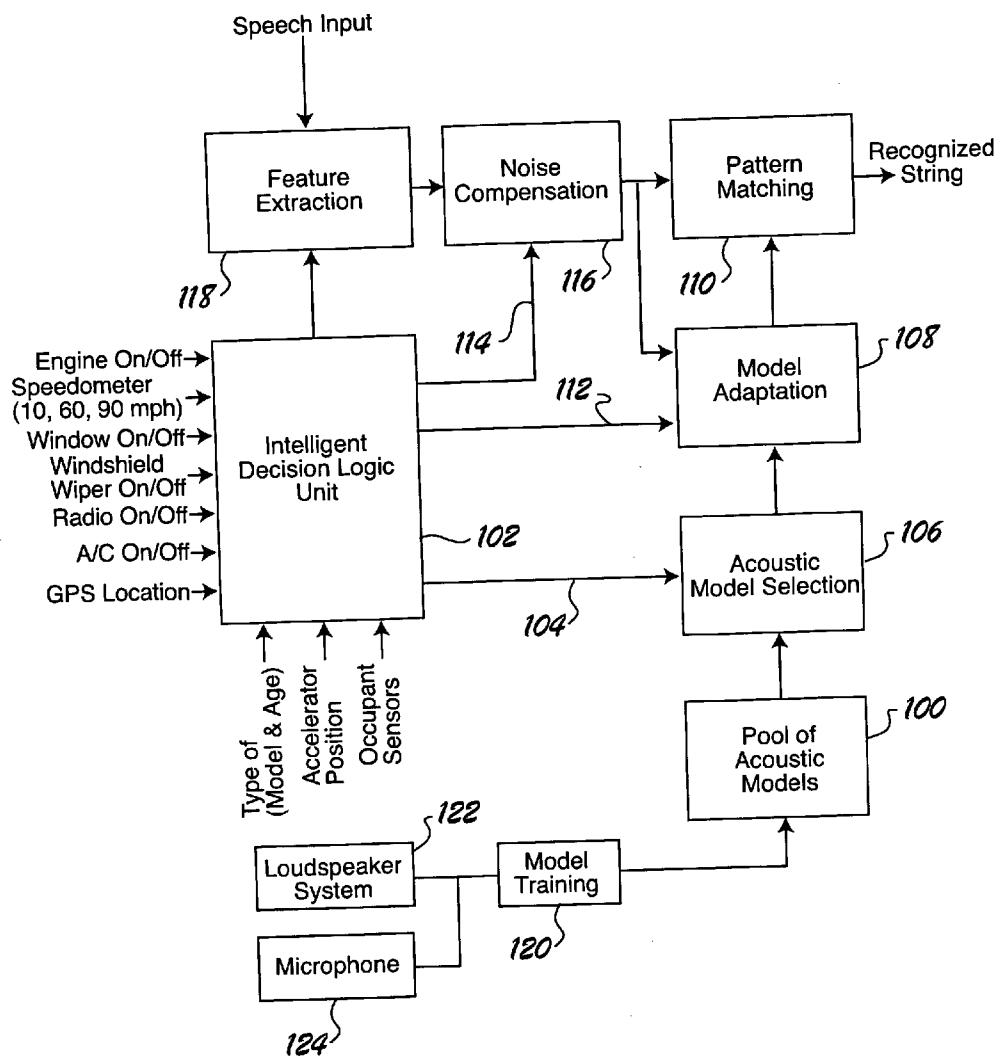 Speech Input
Feature
Extraction
118
Noise
Compensation
116
Pattern
Matching
110
Recognized
String
114
Engine On/Off
Speedometer
(10, 60, 90 mph)
Window On/Off
Windshield
Wiper On/Off
Radio On/Off
A/C On/Off
GPS Location
Intelligent
Decision Logic
Unit
102
112
Model
Adaptation
108
104
Acoustic
Model Selection
106
Type of
(Model & Age)
Accelerator
Position
Occupant
Sensors
Pool of
Acoustic
Models
100
Loudspeaker
System
122
Model
Training
120
Microphone
124